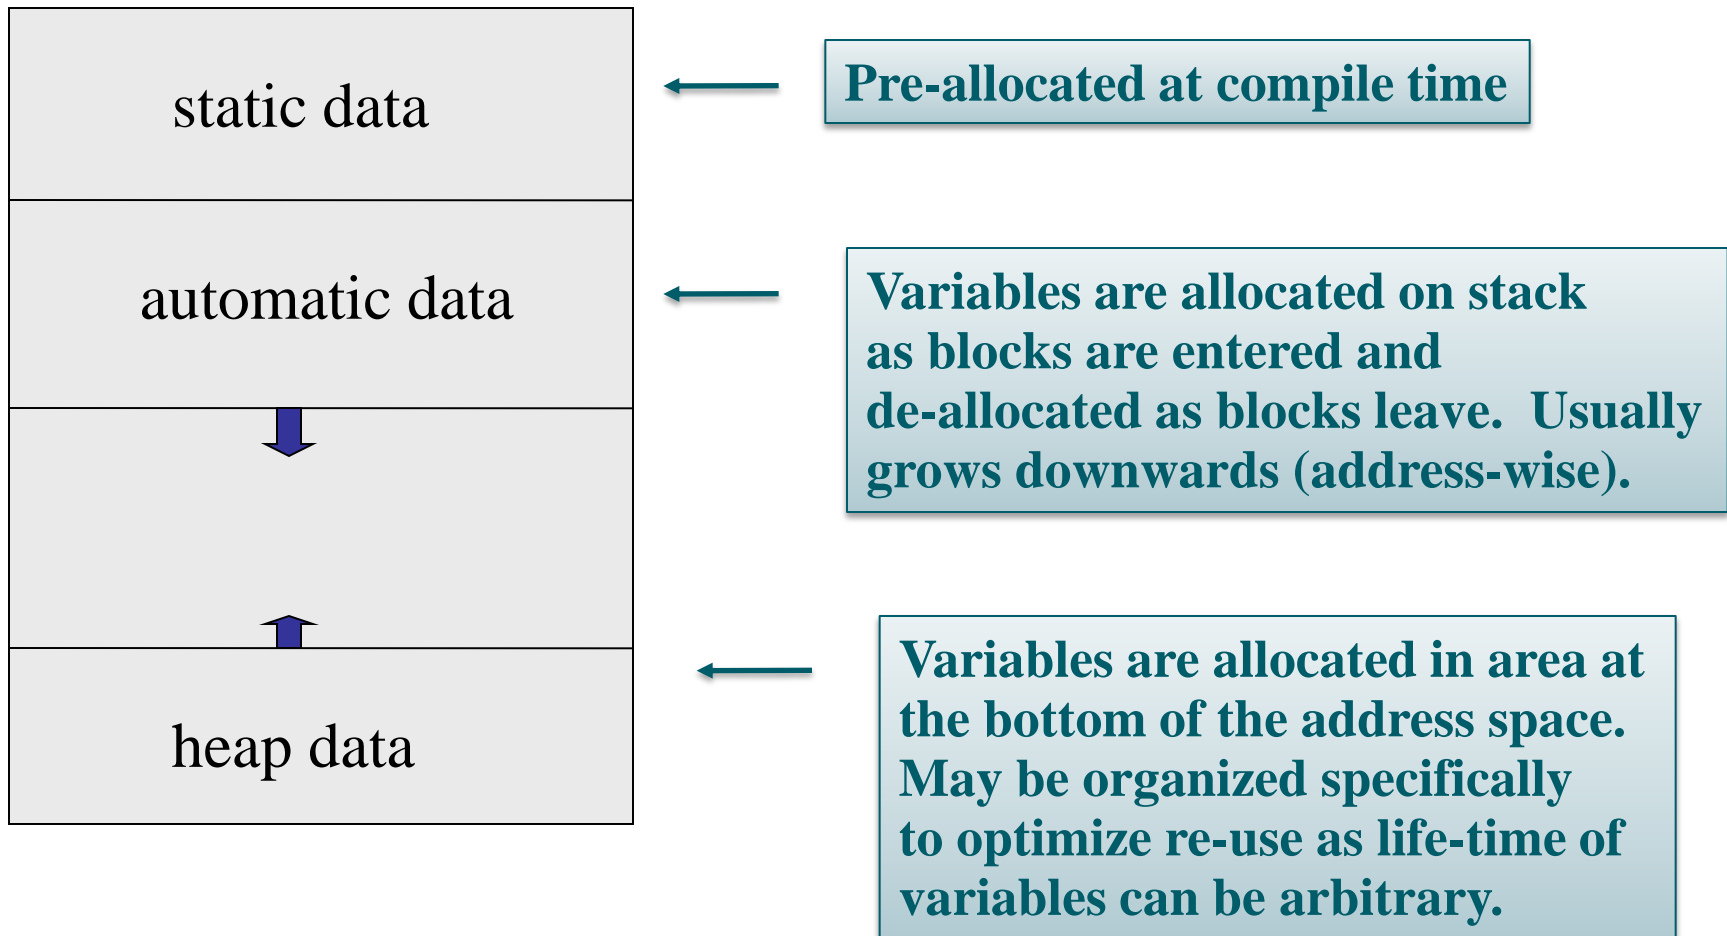 static data
Pre-allocated at compile time
automatic data
Variables are allocated on stack
as blocks are entered and
de-allocated as blocks leave.  Usually
grows downwards (address-wise).
heap data
Variables are allocated in area at
the bottom of the address space.
May be organized specifically
to optimize re-use as life-time of
variables can be arbitrary.